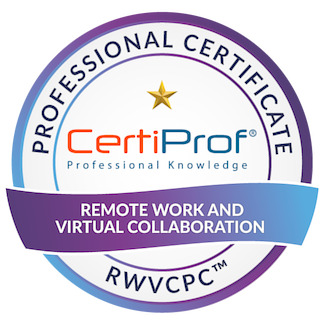 PROFESSIONAL CERTIFICATE
CertiProf®
Professional Knowledge
REMOTE WORK AND
VIRTUAL COLLABORATION
RWVCPC™